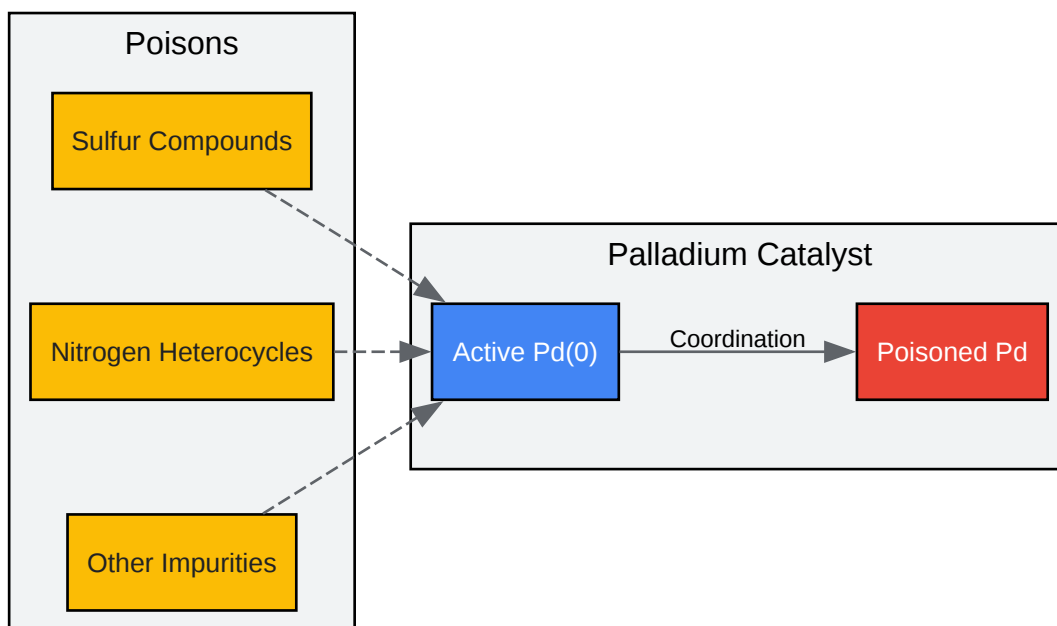 Poisons
Sulfur Compounds
Nitrogen Heterocycles
Other Impurities
Palladium Catalyst
Active Pd(0)
Coordination
Poisoned Pd